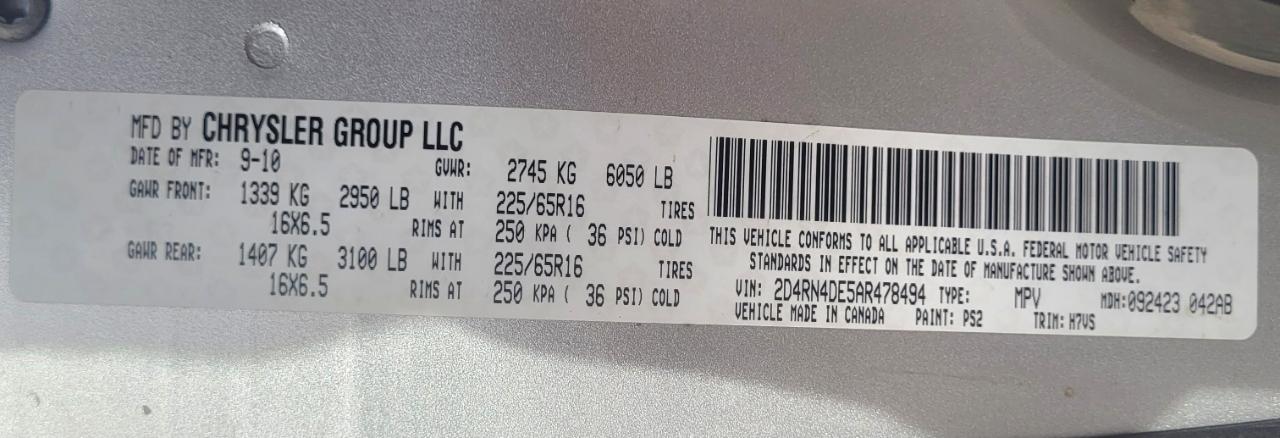 MFD BY CHRYSLER GROUP LLC
DATE OF MFR: 9-10 GVWR: 2745 KG 6050 LB
GAWR FRONT: 1339 KG 2950 LB WITH 225/65R16 TIRES
16X6.5 RIMS AT 250 KPA ( 36 PSI) COLD
GAWR REAR: 1407 KG 3100 LB WITH 225/65R16 TIRES
16X6.5 RIMS AT 250 KPA ( 36 PSI) COLD
THIS VEHICLE CONFORMS TO ALL APPLICABLE U.S.A. FEDERAL MOTOR VEHICLE SAFETY
STANDARDS IN EFFECT ON THE DATE OF MANUFACTURE SHOWN ABOVE.
VIN: 2D4RN4DE5AR478494 TYPE: MPV MDH:092423 042AB
VEHICLE MADE IN CANADA PAINT: PS2 TRIM: H7VS